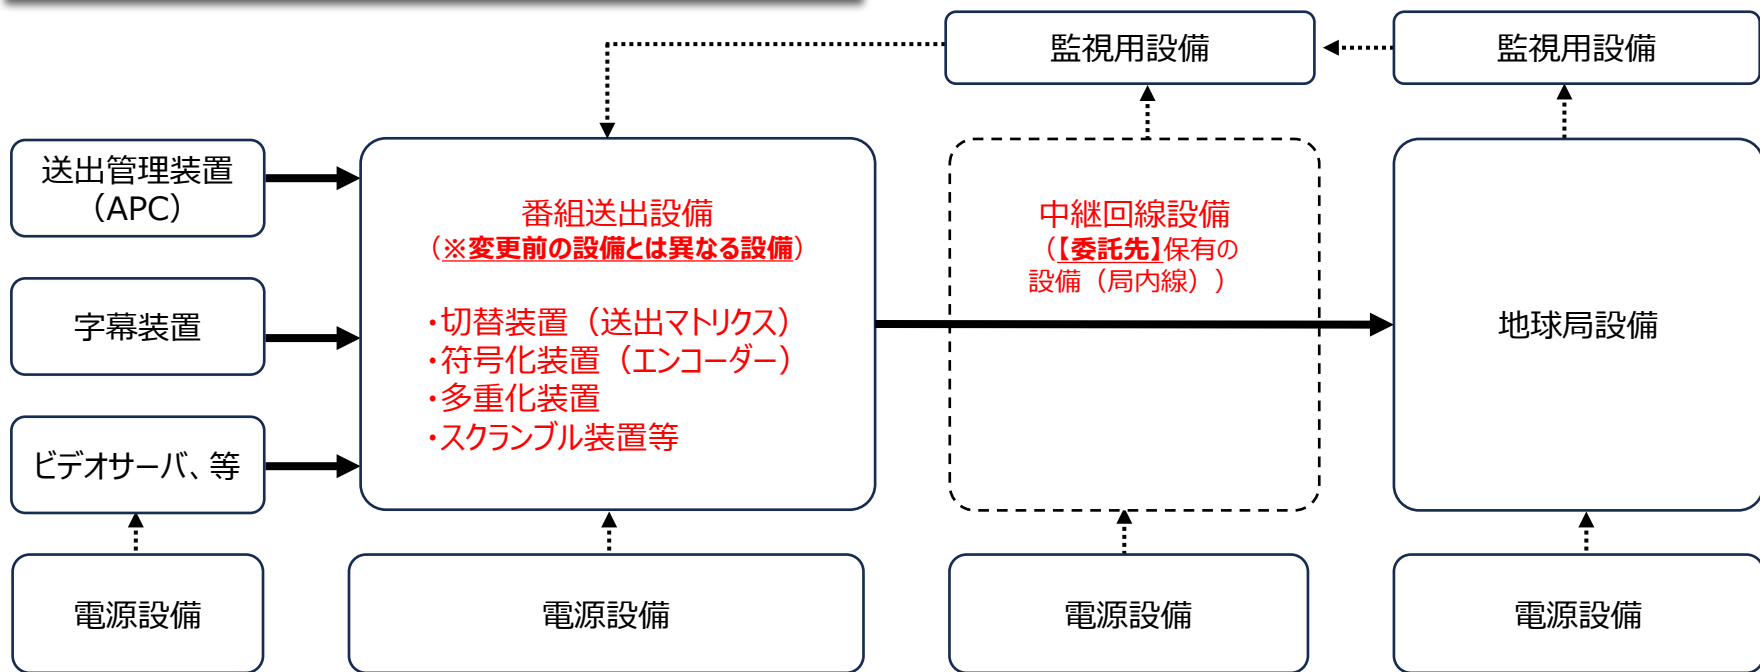 監視用設備
監視用設備
送出管理装置
（APC）
字幕装置
ビデオサーバ、等
番組送出設備
（※変更前の設備とは異なる設備）
・切替装置（送出マトリクス）
・符号化装置（エンコーダー）
・多重化装置
・スクランブル装置等
中継回線設備
（【委託先】保有の
設備（局内線））
地球局設備
電源設備
電源設備
電源設備
電源設備